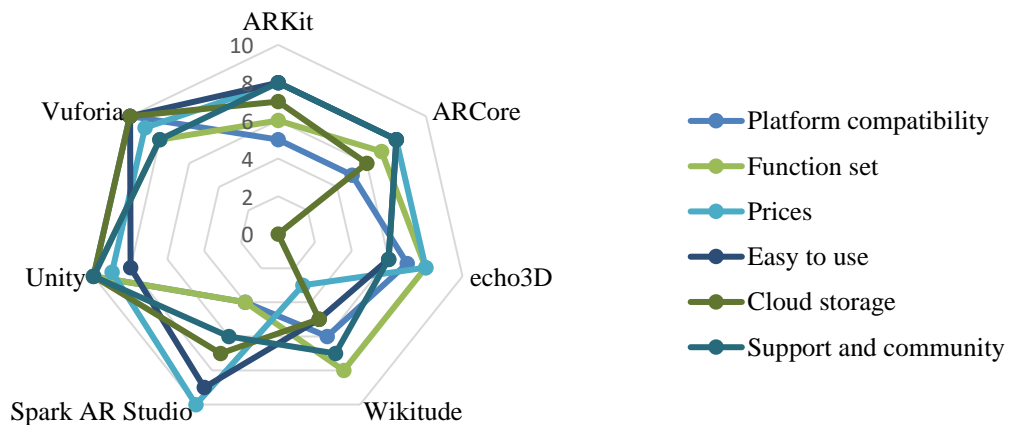 ARKit
10
8
6
4
2
0
Vuforia
ARCore
Unity
echo3D
Spark AR Studio
Wikitude
Platform compatibility
Function set
Prices
Easy to use
Cloud storage
Support and community